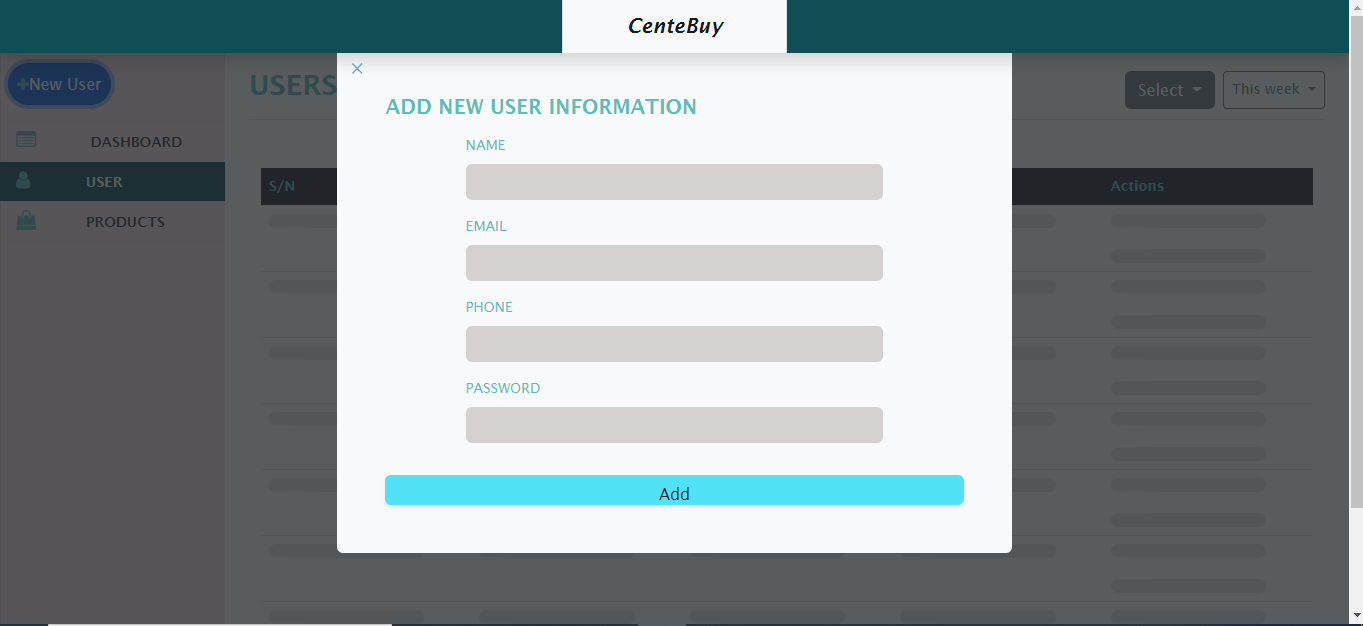 CenteBuy
+New User
DASHBOARD
USER
PRODUCTS
USERS
Select
This week
S/N
Actions
×
ADD NEW USER INFORMATION
NAME
EMAIL
PHONE
PASSWORD
Add